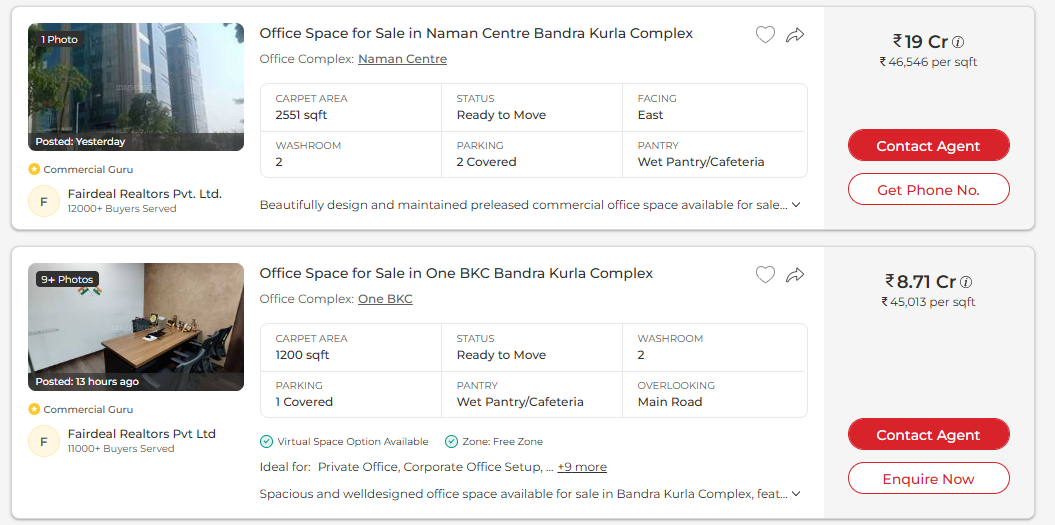 1 Photo
Posted: Yesterday
Commercial Guru
F
Fairdeal Realtors Pvt. Ltd.
12000+ Buyers Served
Office Space for Sale in Naman Centre Bandra Kurla Complex
Office Complex: Naman Centre
CARPET AREA
2551 sqft
STATUS
Ready to Move
FACING
East
WASHROOM
2
PARKING
2 Covered
PANTRY
Wet Pantry/Cafeteria
Beautifully design and maintained preleased commercial office space available for sale...
₹19 Cr
₹ 46,546 per sqft
Contact Agent
Get Phone No.
9+ Photos
Posted: 13 hours ago
Commercial Guru
F
Fairdeal Realtors Pvt Ltd
11000+ Buyers Served
Office Space for Sale in One BKC Bandra Kurla Complex
Office Complex: One BKC
CARPET AREA
1200 sqft
STATUS
Ready to Move
WASHROOM
2
PARKING
1 Covered
PANTRY
Wet Pantry/Cafeteria
OVERLOOKING
Main Road
Virtual Space Option Available
Zone: Free Zone
Ideal for: Private Office, Corporate Office Setup, ... +9 more
Spacious and welldesigned office space available for sale in Bandra Kurla Complex, feat...
₹8.71 Cr
₹ 45,013 per sqft
Contact Agent
Enquire Now